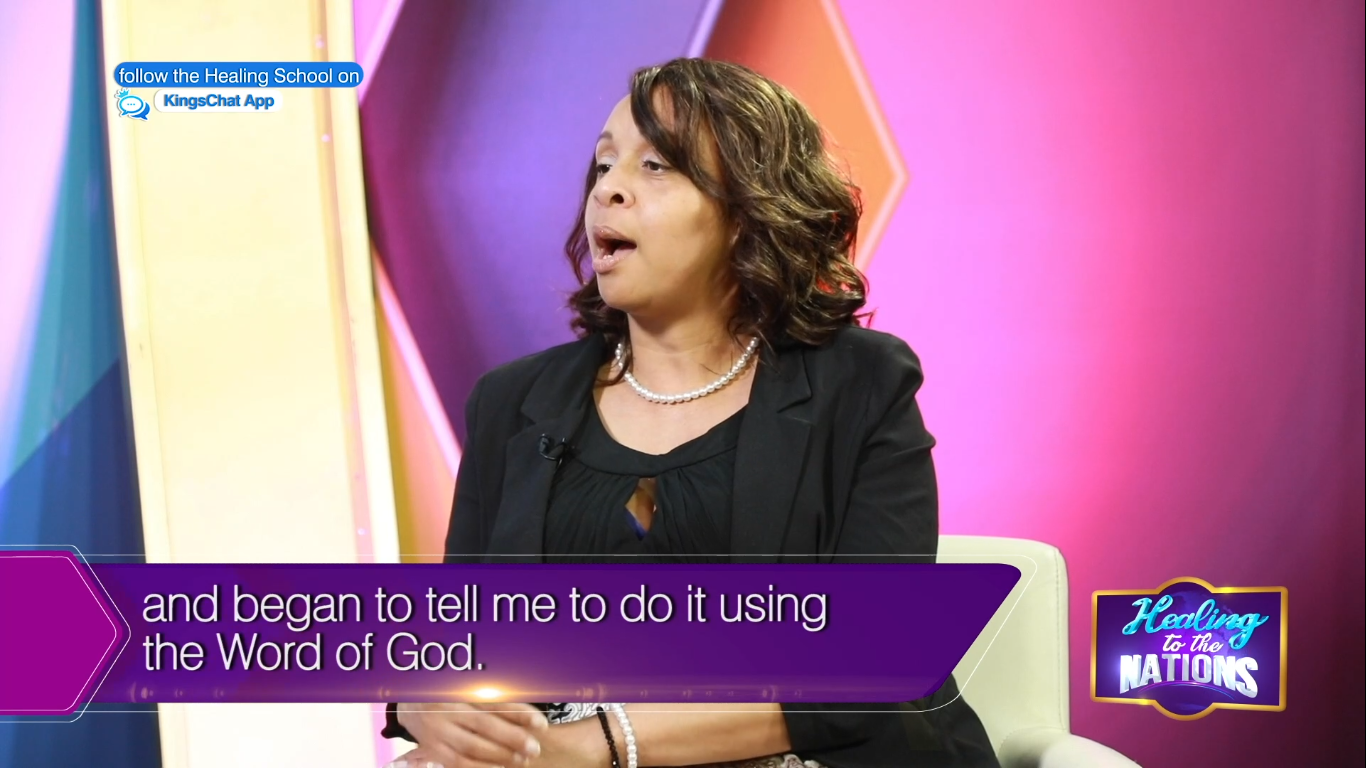 follow the Healing School on
KingsChat App
and began to tell me to do it using
the Word of God.
Healing
to the
NATIONS